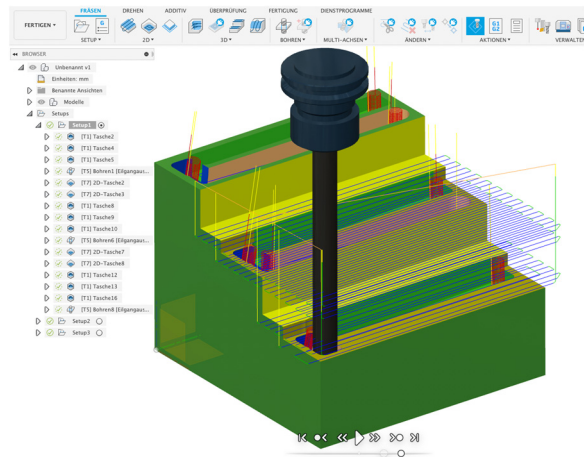 FRÄSEN DREHEN ADDITIV ÜBERPRÜFUNG FERTIGUNG DIENSTPROGRAMME
FERTIGEN
G
G1
G2
SETUP 2D 3D BOHREN MULTI-ACHSEN ÄNDERN AKTIONEN VERWALTEN
BROWSER
Unbenannt v1
Einheiten: mm
Benannte Ansichten
Modelle
Setups
Setup1
[T1] Tasche2
[T1] Tasche4
[T1] Tasche5
[T5] Bohren1 [Eilgangaus...
[T7] 2D-Tasche2
[T7] 2D-Tasche3
[T1] Tasche8
[T1] Tasche9
[T1] Tasche10
[T5] Bohren6 [Eilgangaus...
[T7] 2D-Tasche7
[T7] 2D-Tasche8
[T1] Tasche12
[T1] Tasche13
[T1] Tasche16
[T5] Bohren8 [Eilgangaus...
Setup2
Setup3